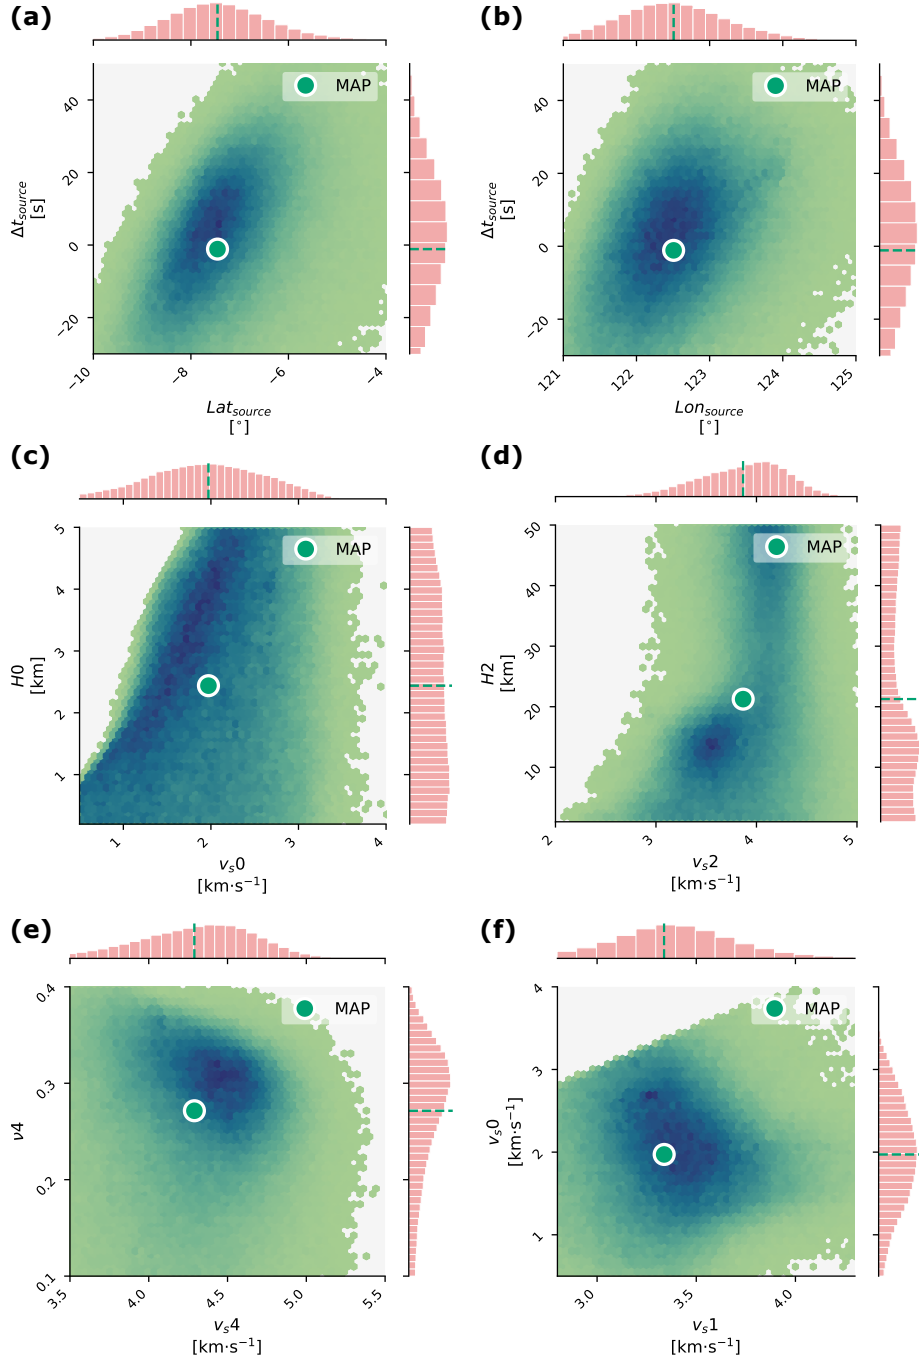 (a)
MAP
40
20
0
−20
Δt_source
[s]
−10
−8
−6
−4
Lat_source
[°]
(b)
MAP
40
20
0
−20
Δt_source
[s]
121
122
123
124
125
Lon_source
[°]
(c)
MAP
5
4
3
2
1
H0
[km]
1
2
3
4
v_s0
[km·s⁻¹]
(d)
MAP
50
40
30
20
10
H2
[km]
2
3
4
5
v_s2
[km·s⁻¹]
(e)
MAP
0.4
0.3
0.2
0.1
ν4
3.5
4.0
4.5
5.0
5.5
v_s4
[km·s⁻¹]
(f)
MAP
4
3
2
1
v_s0
[km·s⁻¹]
3.0
3.5
4.0
v_s1
[km·s⁻¹]